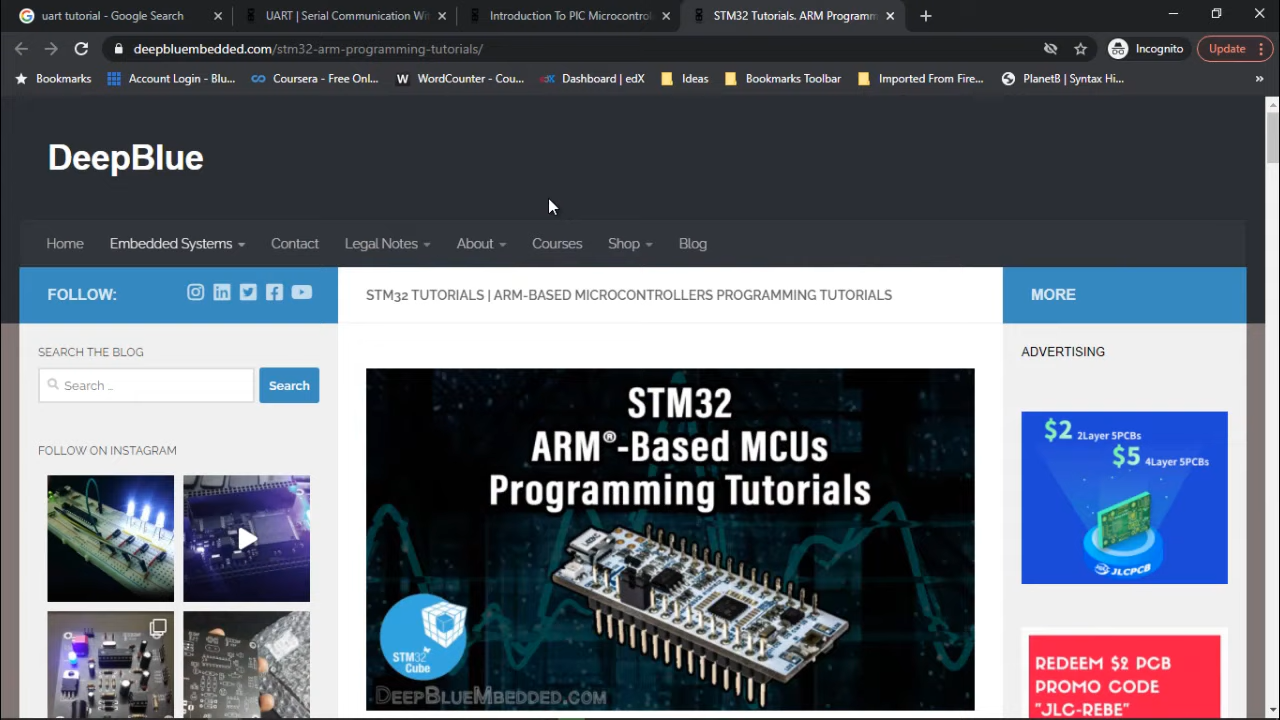 uart tutorial - Google Search
UART | Serial Communication Wi
Introduction To PIC Microcontrol
STM32 Tutorials. ARM Programm
deepbluembedded.com/stm32-arm-programming-tutorials/
Incognito
Update
Bookmarks
Account Login - Blu...
Coursera - Free Onl...
WordCounter - Cou...
Dashboard | edX
Ideas
Bookmarks Toolbar
Imported From Fire...
PlanetB | Syntax Hi...
»
DeepBlue
Home
Embedded Systems
Contact
Legal Notes
About
Courses
Shop
Blog
FOLLOW:
STM32 TUTORIALS | ARM-BASED MICROCONTROLLERS PROGRAMMING TUTORIALS
MORE
SEARCH THE BLOG
Search …
Search
FOLLOW ON INSTAGRAM
STM32
ARM®-Based MCUs
Programming Tutorials
STM32
Cube
DEEPBLUEMBEDDED.COM
ADVERTISING
$2 2Layer 5PCBs
$5 4Layer 5PCBs
JLCPCB
REDEEM $2 PCB
PROMO CODE
"JLC-REBE"